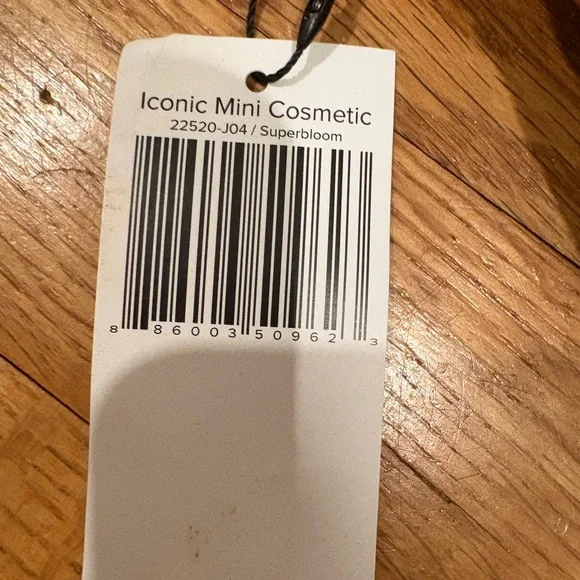 Iconic Mini Cosmetic
22520-J04 / Superbloom
8 86003 50962 3